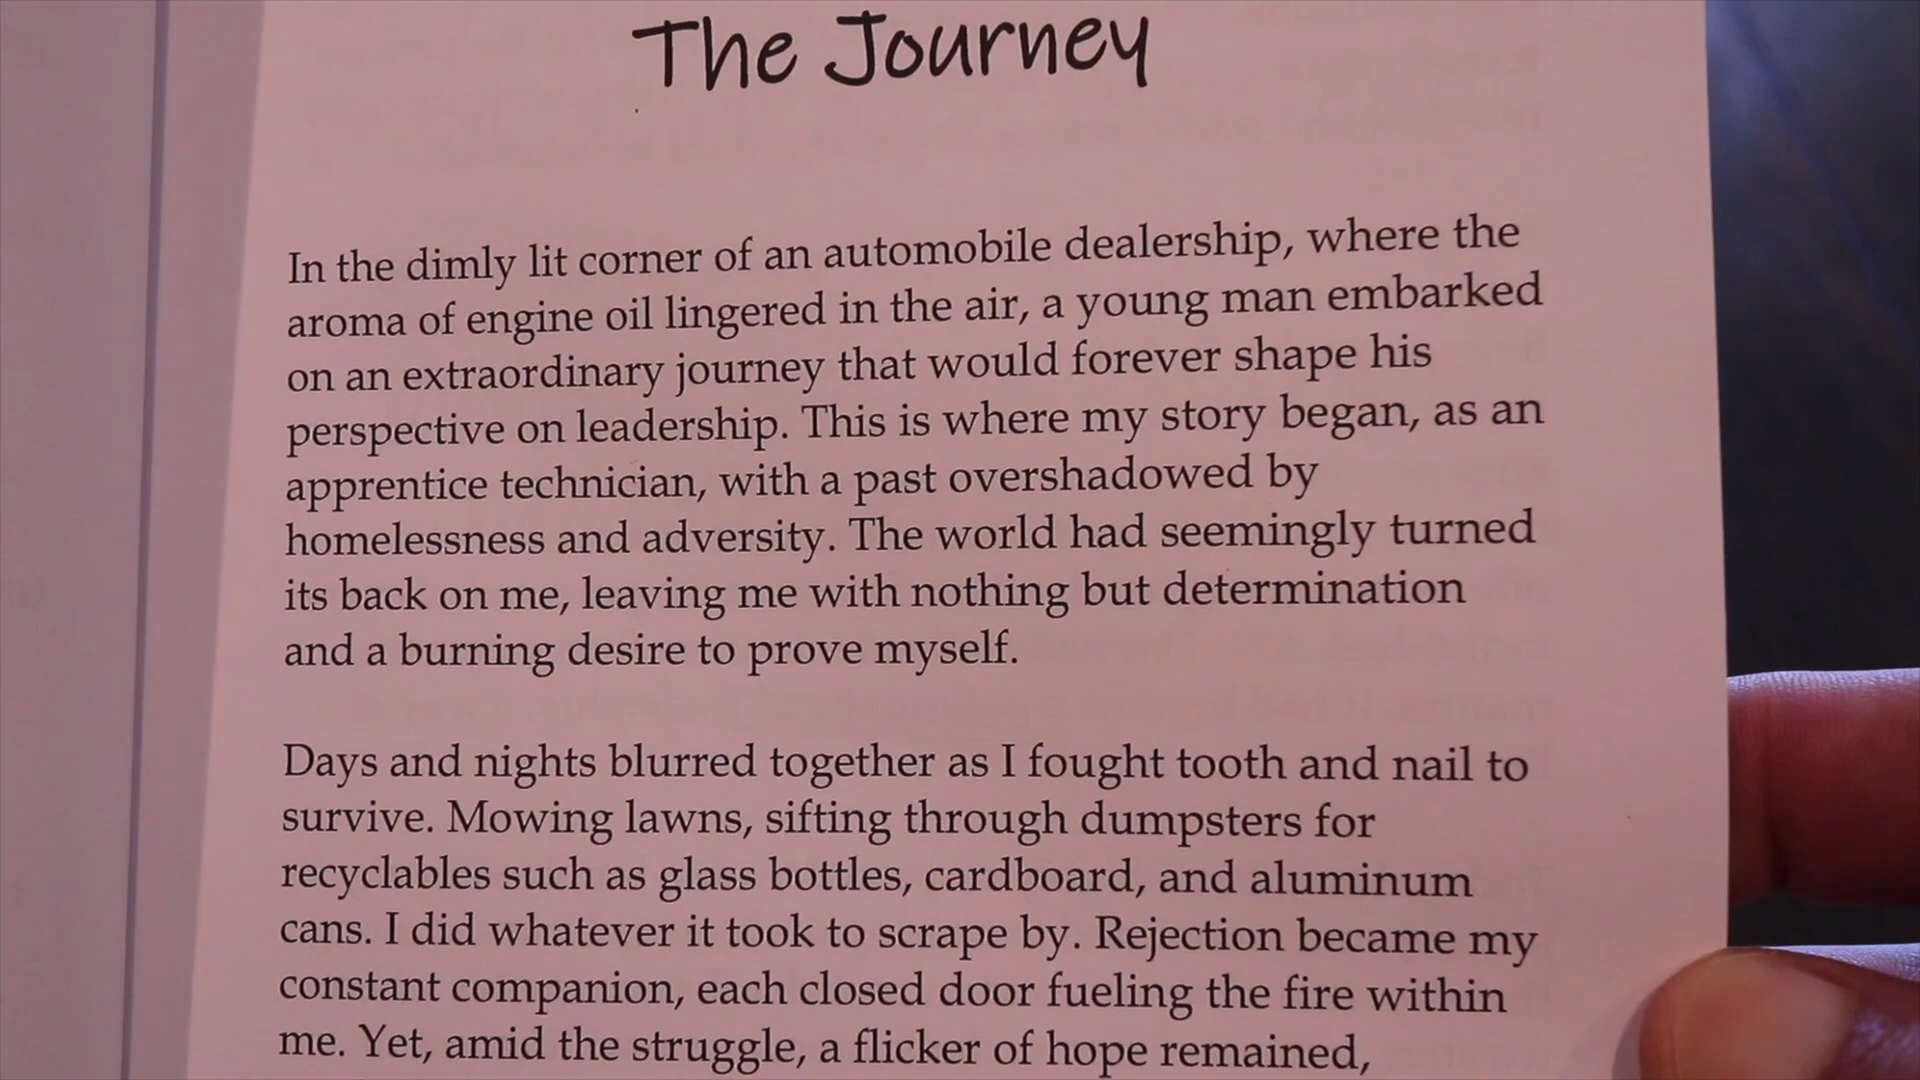 The Journey
In the dimly lit corner of an automobile dealership, where the
aroma of engine oil lingered in the air, a young man embarked
on an extraordinary journey that would forever shape his
perspective on leadership. This is where my story began, as an
apprentice technician, with a past overshadowed by
homelessness and adversity. The world had seemingly turned
its back on me, leaving me with nothing but determination
and a burning desire to prove myself.
Days and nights blurred together as I fought tooth and nail to
survive. Mowing lawns, sifting through dumpsters for
recyclables such as glass bottles, cardboard, and aluminum
cans. I did whatever it took to scrape by. Rejection became my
constant companion, each closed door fueling the fire within
me. Yet, amid the struggle, a flicker of hope remained,